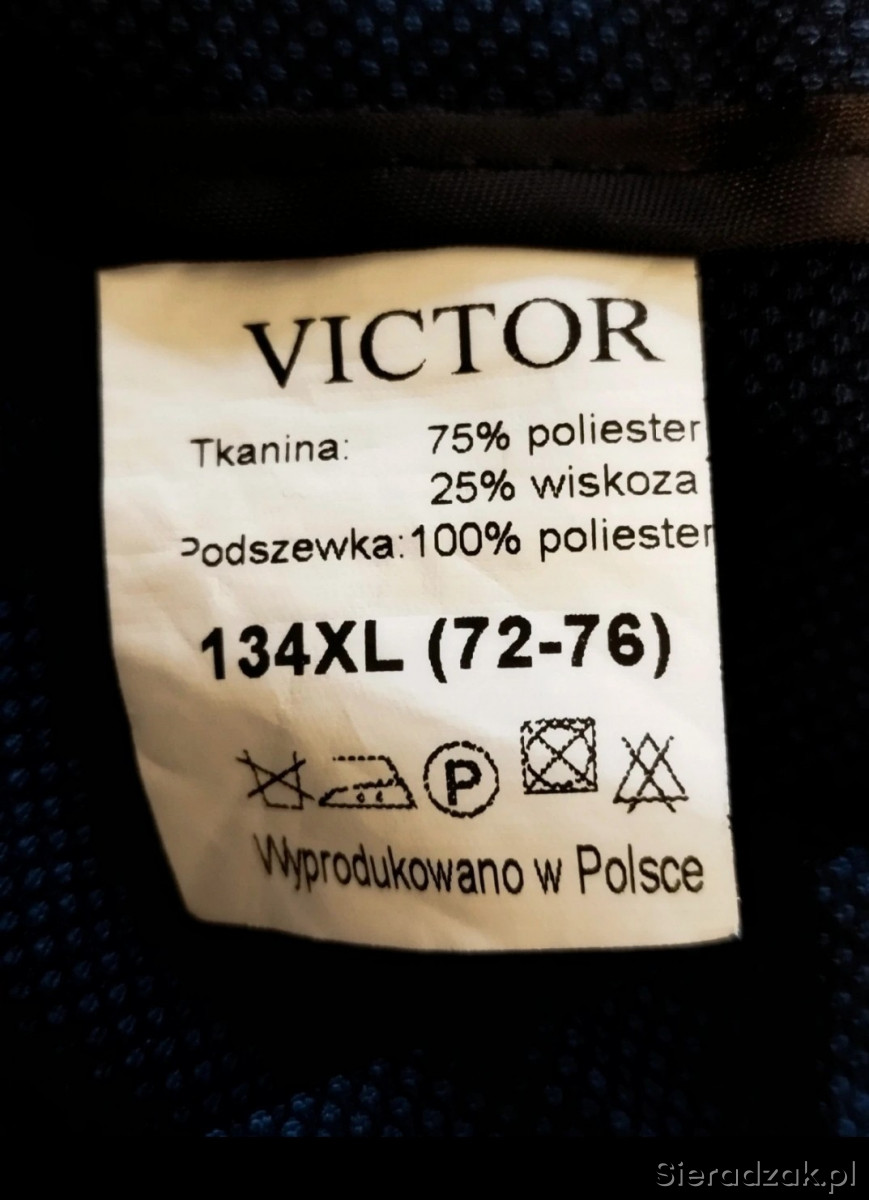 VICTOR
Tkanina: 75% poliester
25% wiskoza
Podszewka: 100% poliester
134XL (72-76)
P
Wyprodukowano w Polsce
Sieradzak.pl